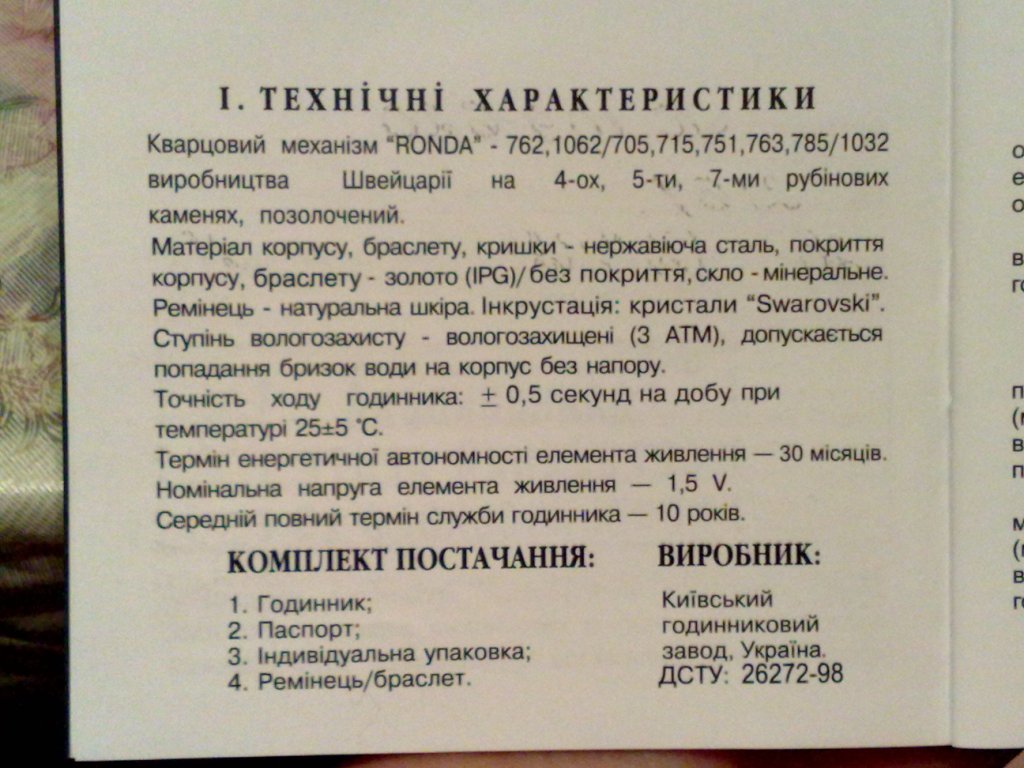 І. ТЕХНІЧНІ ХАРАКТЕРИСТИКИ
Кварцовий механізм "RONDA" - 762,1062/705,715,751,763,785/1032
виробництва Швейцарії на 4-ох, 5-ти, 7-ми рубінових
каменях, позолочений.
Матеріал корпусу, браслету, кришки - нержавіюча сталь, покриття
корпусу, браслету - золото (IPG)/без покриття, скло - мінеральне.
Ремінець - натуральна шкіра. Інкрустація: кристали “Swarovski”.
Ступінь вологозахисту - вологозахищені (3 АТМ), допускається
попадання бризок води на корпус без напору.
Точність ходу годинника: ± 0,5 секунд на добу при
температурі 25±5 °С.
Термін енергетичної автономності елемента живлення — 30 місяців.
Номінальна напруга елемента живлення — 1,5 V.
Середній повний термін служби годинника — 10 років.
КОМПЛЕКТ ПОСТАЧАННЯ:
1. Годинник;
2. Паспорт;
3. Індивідуальна упаковка;
4. Ремінець/браслет.
ВИРОБНИК:
Київський
годинниковий
завод, Україна.
ДСТУ: 26272-98